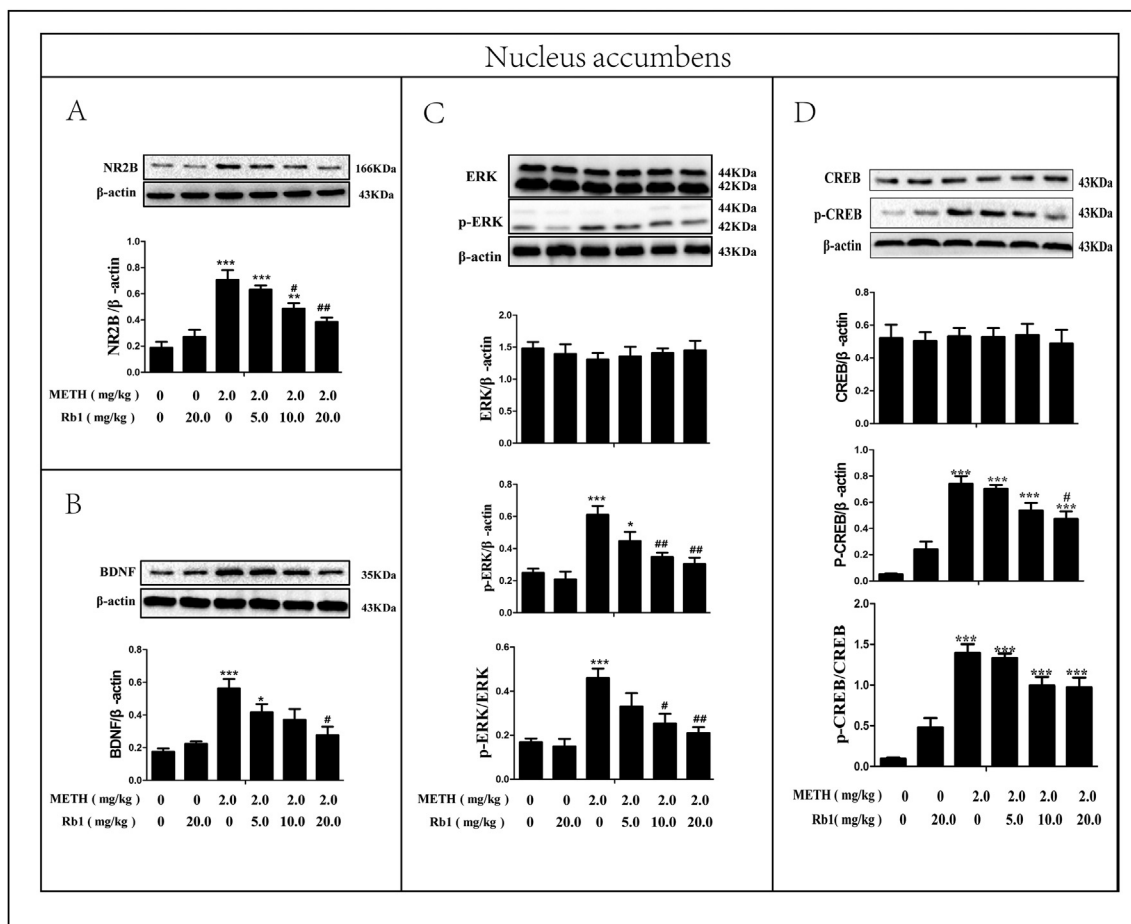 Nucleus accumbens
A
NR2B
166KDa
β-actin
43KDa
NR2B/β -actin
1.0
0.8
0.6
0.4
0.2
0.0
***
***
#
**
##
METH ( mg/kg ) 0 0 2.0 2.0 2.0 2.0
Rb1 ( mg/kg) 0 20.0 0 5.0 10.0 20.0
B
BDNF
35KDa
β-actin
43KDa
BDNF/β -actin
0.8
0.6
0.4
0.2
0.0
***
*
#
METH ( mg/kg ) 0 0 2.0 2.0 2.0 2.0
Rb1 ( mg/kg) 0 20.0 0 5.0 10.0 20.0
C
ERK
44KDa
42KDa
p-ERK
44KDa
42KDa
β-actin
43KDa
ERK/β -actin
2.0
1.5
1.0
0.5
0.0
p-ERK/β -actin
0.8
0.6
0.4
0.2
0.0
***
*
##
##
p-ERK/ERK
0.6
0.4
0.2
0.0
***
#
##
METH ( mg/kg ) 0 0 2.0 2.0 2.0 2.0
Rb1 ( mg/kg ) 0 20.0 0 5.0 10.0 20.0
D
CREB
43KDa
p-CREB
43KDa
β-actin
43KDa
CREB/β -actin
0.8
0.6
0.4
0.2
0.0
P-CREB/β -actin
1.0
0.8
0.6
0.4
0.2
0.0
***
***
***
#
***
p-CREB/CREB
2.0
1.5
1.0
0.5
0.0
***
***
***
***
METH ( mg/kg ) 0 0 2.0 2.0 2.0 2.0
Rb1( mg/kg ) 0 20.0 0 5.0 10.0 20.0